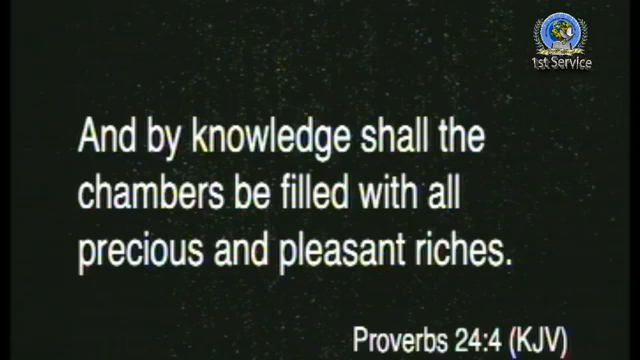 1st Service
And by knowledge shall the
chambers be filled with all
precious and pleasant riches.
Proverbs 24:4 (KJV)